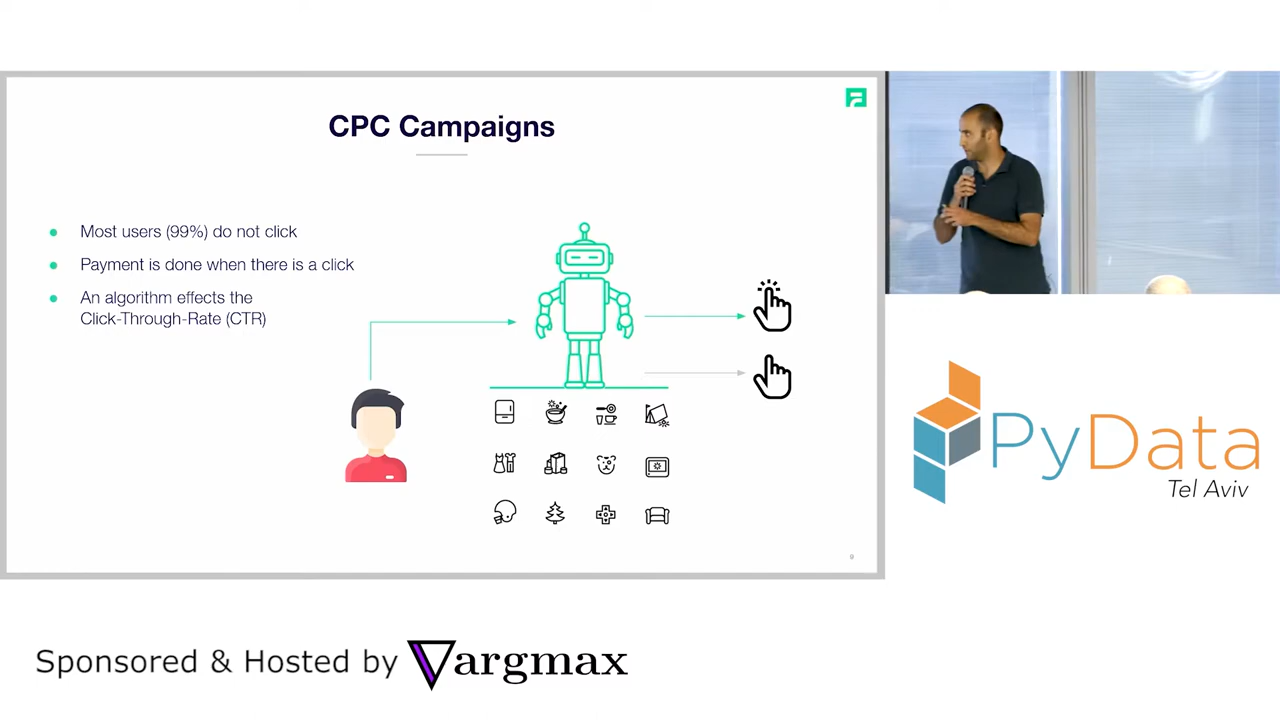 CPC Campaigns
Most users (99%) do not click
Payment is done when there is a click
An algorithm effects the
Click-Through-Rate (CTR)
9
PyData
Tel Aviv
Sponsored & Hosted by argmax